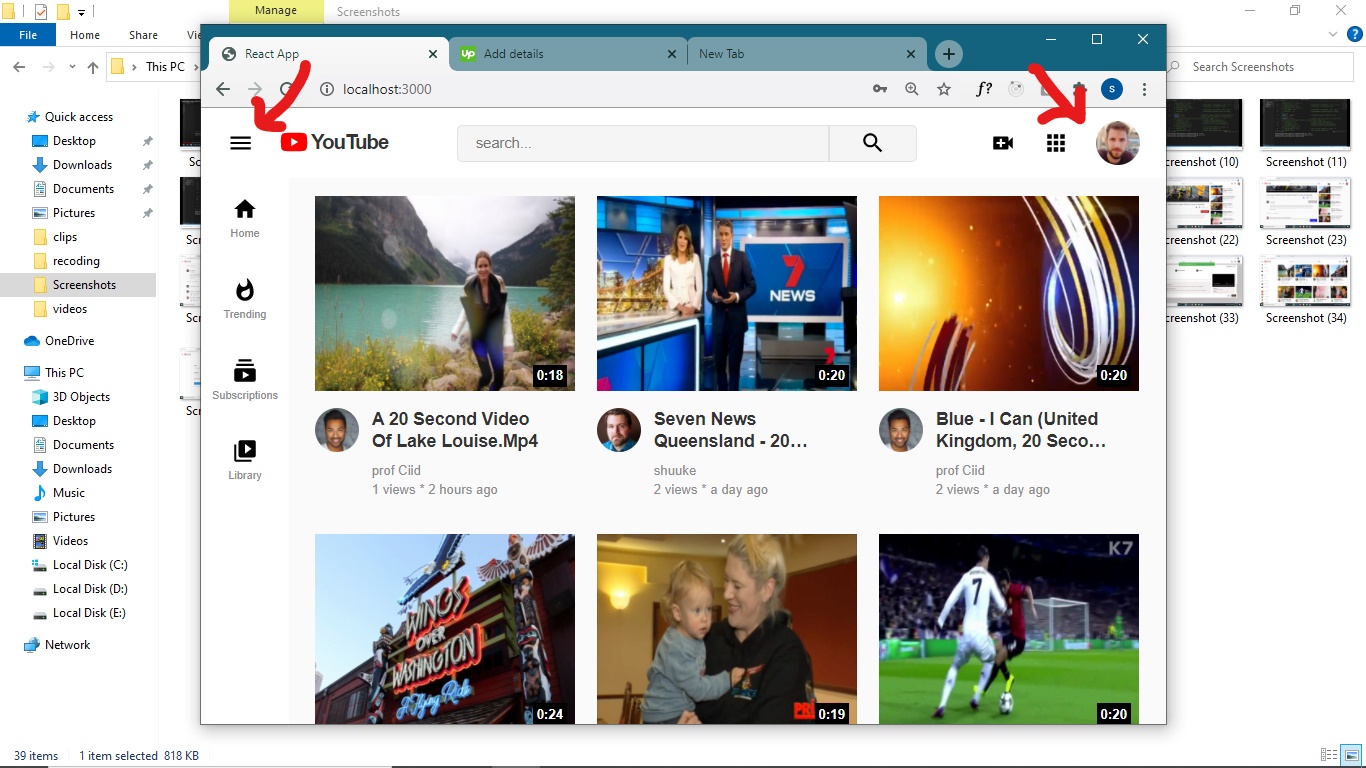 Manage
Screenshots
File
Home
Share
This PC
Search Screenshots
React App
Up
Add details
New Tab
localhost:3000
f?
S
YouTube
search...
Quick access
Desktop
Downloads
Documents
Pictures
clips
recoding
Screenshots
videos
OneDrive
This PC
3D Objects
Desktop
Documents
Downloads
Music
Pictures
Videos
Local Disk (C:)
Local Disk (D:)
Local Disk (E:)
Network
Home
Trending
Subscriptions
Library
0:18
7
NEWS
0:20
0:20
A 20 Second Video
Of Lake Louise.Mp4
prof Ciid
1 views * 2 hours ago
Seven News
Queensland - 20…
shuuke
2 views * a day ago
Blue - I Can (United
Kingdom, 20 Seco…
prof Ciid
2 views * a day ago
WINGS
OVER
WASHINGTON
A Flying Ride
0:24
0:19
K7
7
0:20
(10)
Screenshot (11)
(22)
Screenshot (23)
(33)
Screenshot (34)
39 items
1 item selected 818 KB